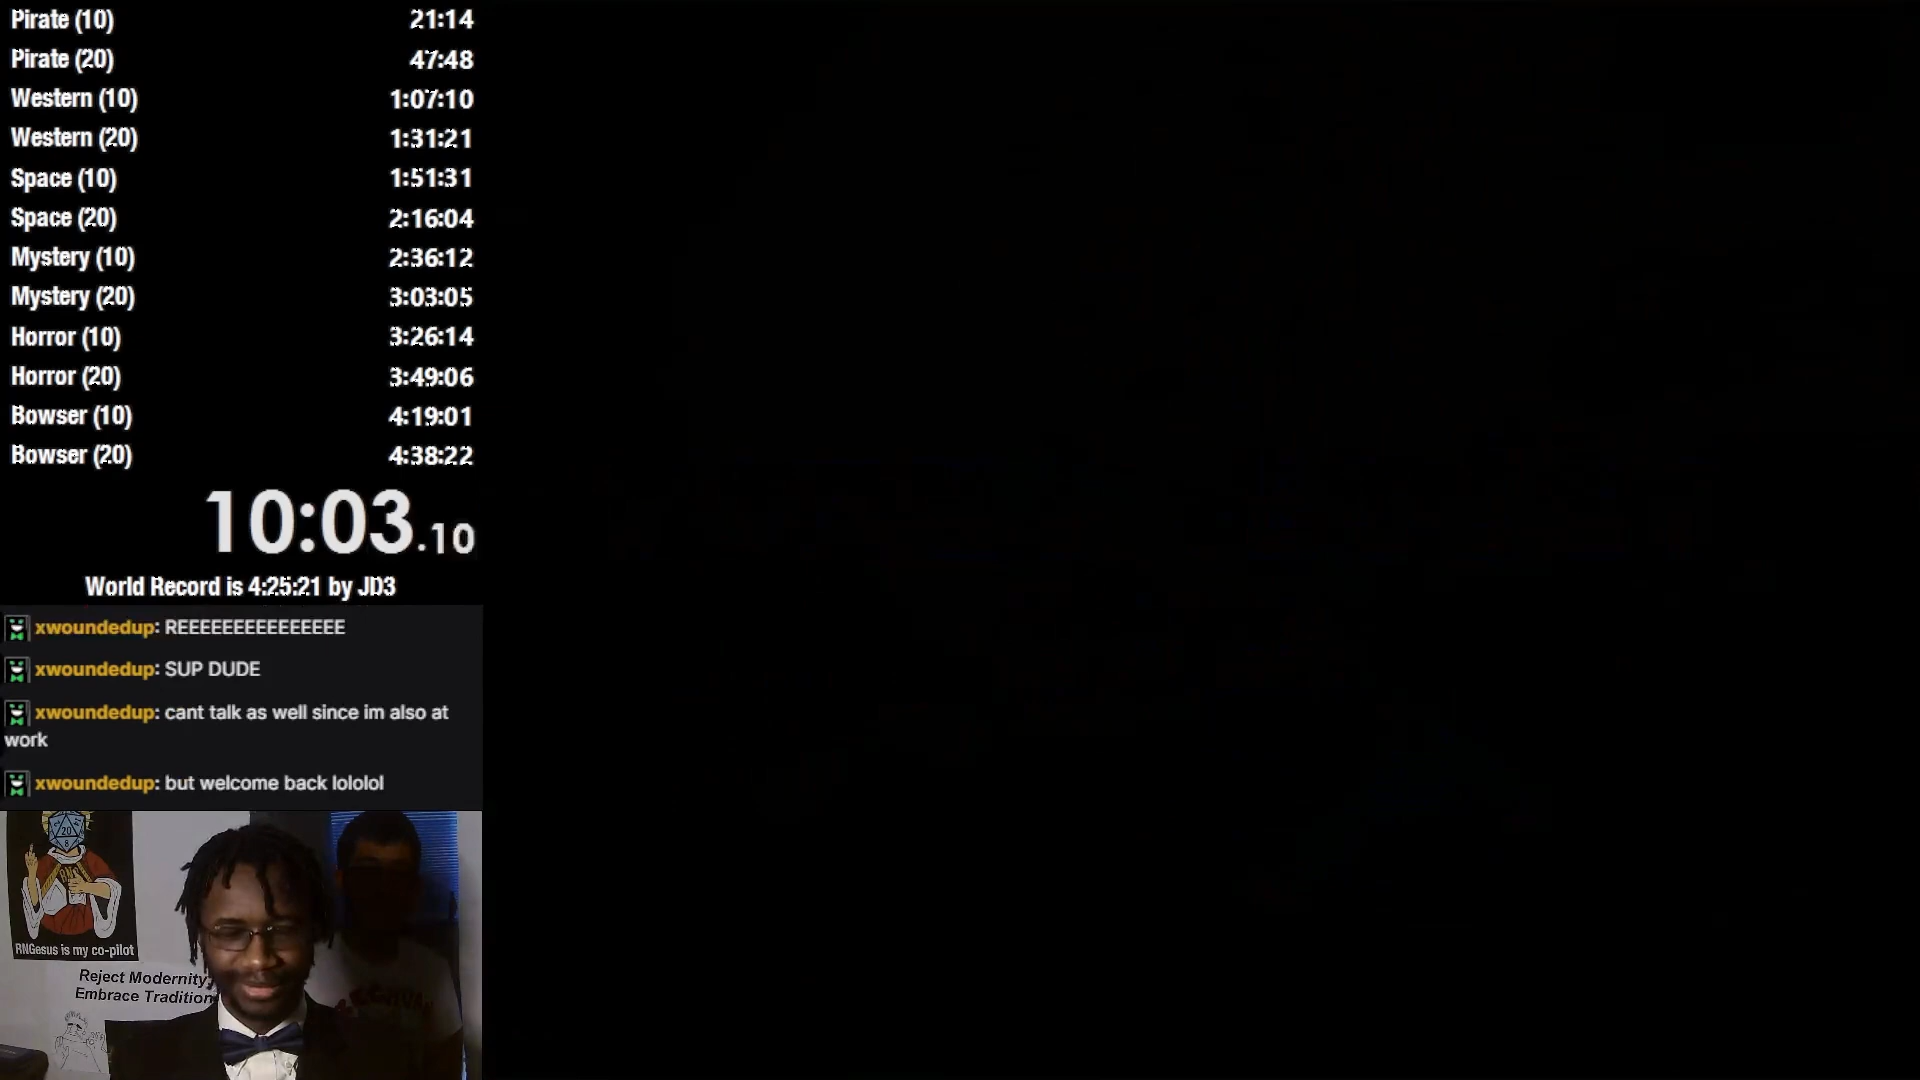 Pirate (10) 21:14
Pirate (20) 47:48
Western (10) 1:07:10
Western (20) 1:31:21
Space (10) 1:51:31
Space (20) 2:16:04
Mystery (10) 2:36:12
Mystery (20) 3:03:05
Horror (10) 3:26:14
Horror (20) 3:49:06
Bowser (10) 4:19:01
Bowser (20) 4:38:22
10:03.10
World Record is 4:25:21 by JD3
xwoundedup: REEEEEEEEEEEEEEE
xwoundedup: SUP DUDE
xwoundedup: cant talk as well since im also at
work
xwoundedup: but welcome back lololol
20
8
RNGesus is my co-pilot
Reject Modernity,
Embrace Tradition